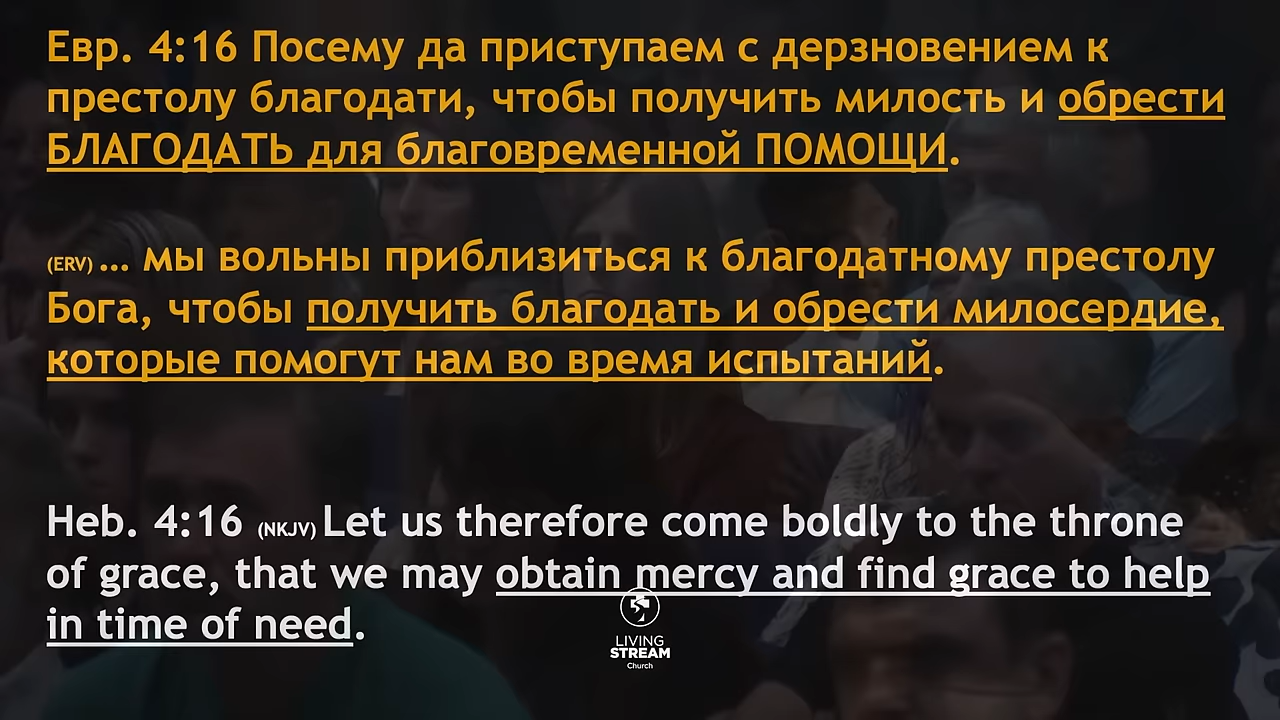 Евр. 4:16 Посему да приступаем с дерзновением к
престолу благодати, чтобы получить милость и обрести
БЛАГОДАТЬ для благовременной ПОМОЩИ.
(ERV) ... мы вольны приблизиться к благодатному престолу
Бога, чтобы получить благодать и обрести милосердие,
которые помогут нам во время испытаний.
Heb. 4:16 (NKJV) Let us therefore come boldly to the throne
of grace, that we may obtain mercy and find grace to help
in time of need.
LIVING
STREAM
Church